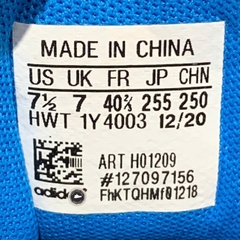 MADE IN CHINA
US UK FR JP CHN
7½ 7 40⅔ 255 250
HWT 1Y4003 12/20
ART H01209
#127097156
adidas
FhKTQHMf01218